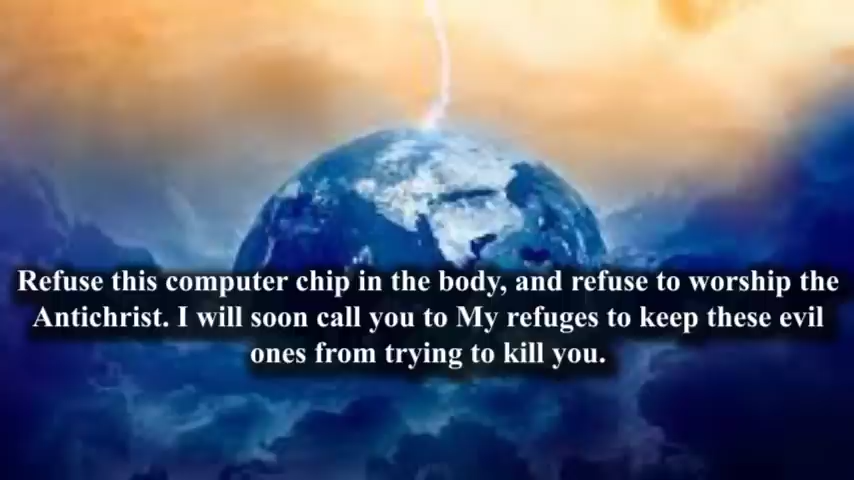 Refuse this computer chip in the body, and refuse to worship the
Antichrist. I will soon call you to My refuges to keep these evil
ones from trying to kill you.